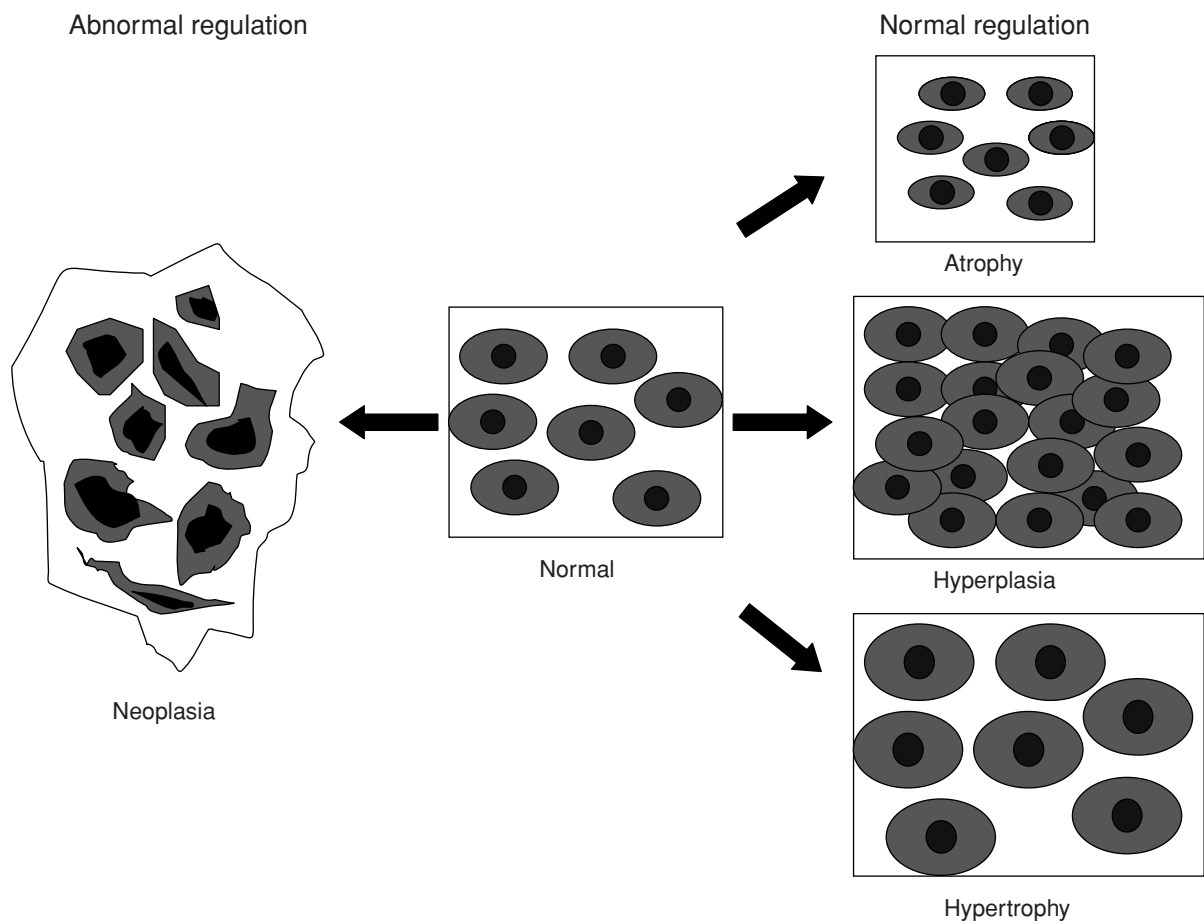 Abnormal regulation
Normal regulation
Atrophy
Normal
Hyperplasia
Neoplasia
Hypertrophy